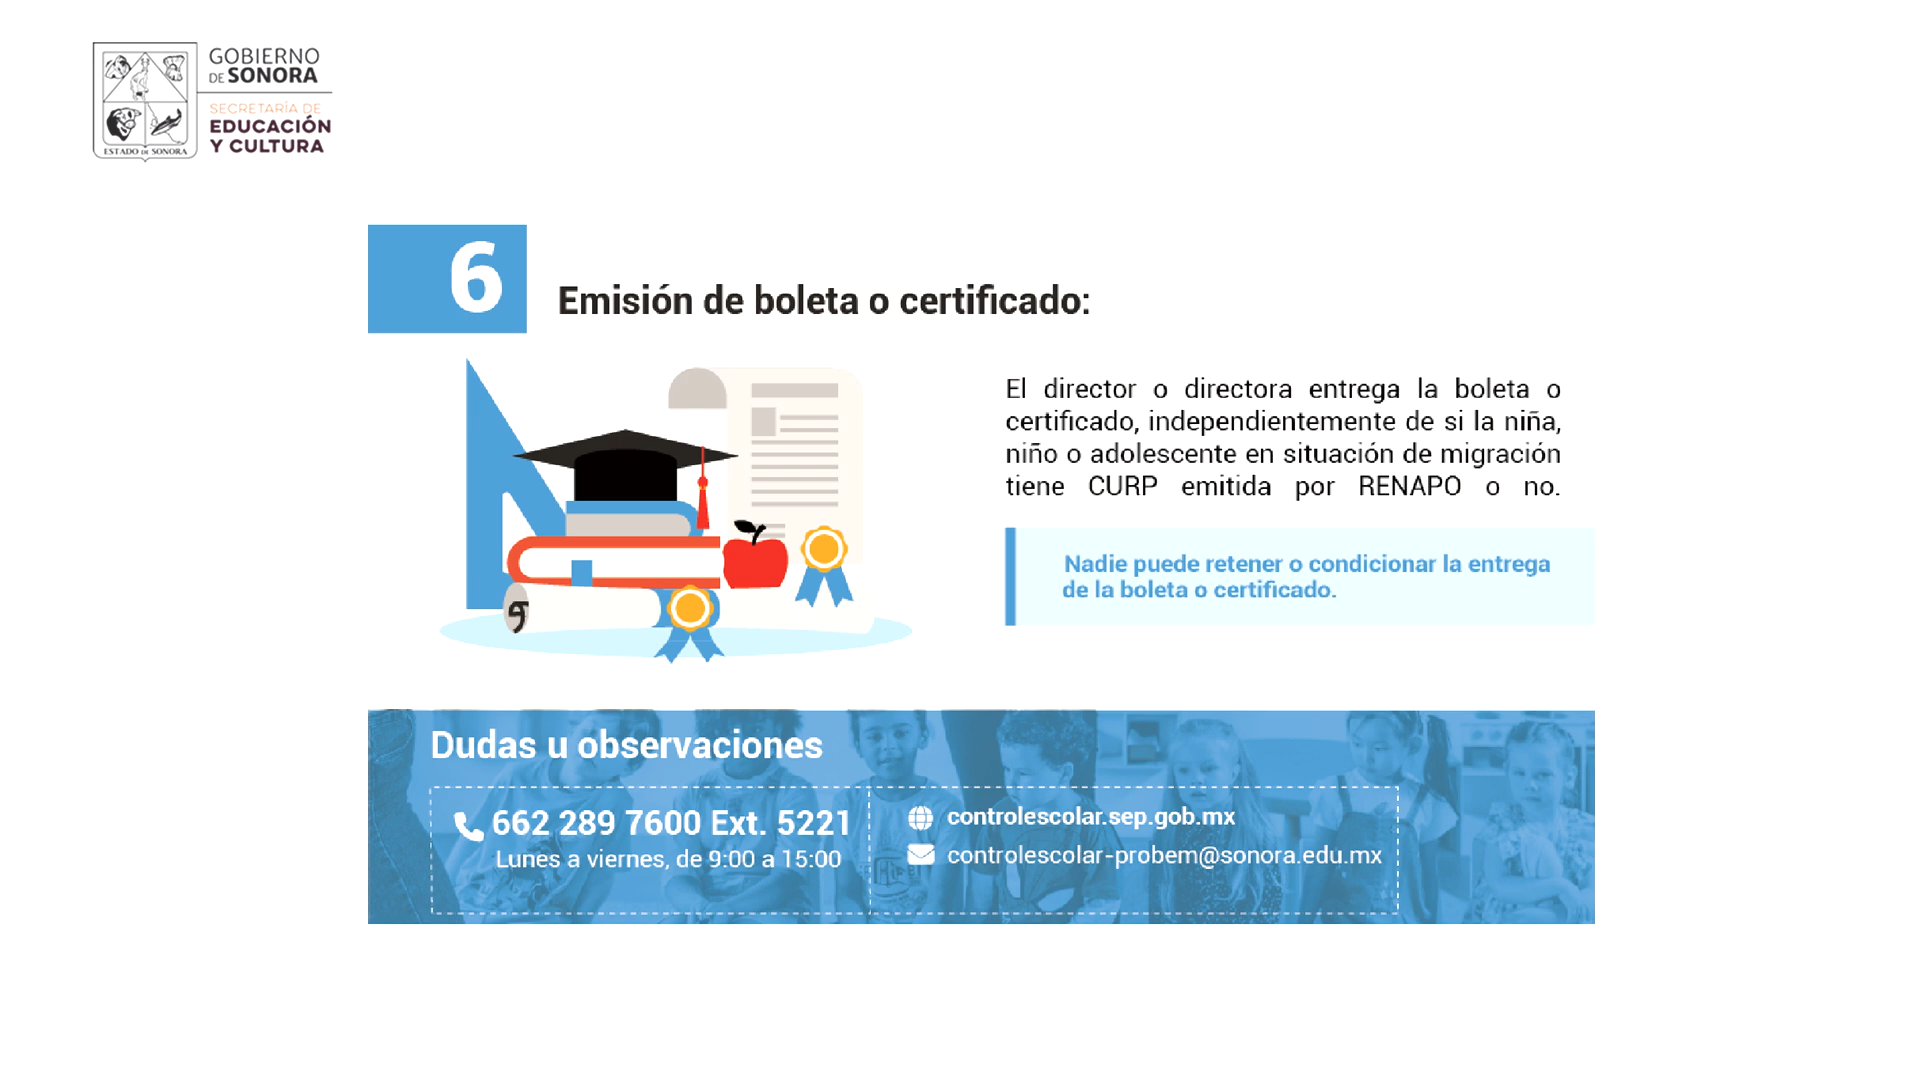 GOBIERNO
DE SONORA
SECRETARÍA DE
EDUCACIÓN
Y CULTURA
ESTADO DE SONORA
6
Emisión de boleta o certificado:
El director o directora entrega la boleta o
certificado, independientemente de si la niña,
niño o adolescente en situación de migración
tiene CURP emitida por RENAPO o no.
Nadie puede retener o condicionar la entrega
de la boleta o certificado.
Dudas u observaciones
662 289 7600 Ext. 5221
Lunes a viernes, de 9:00 a 15:00
controlescolar.sep.gob.mx
controlescolar-probem@sonora.edu.mx